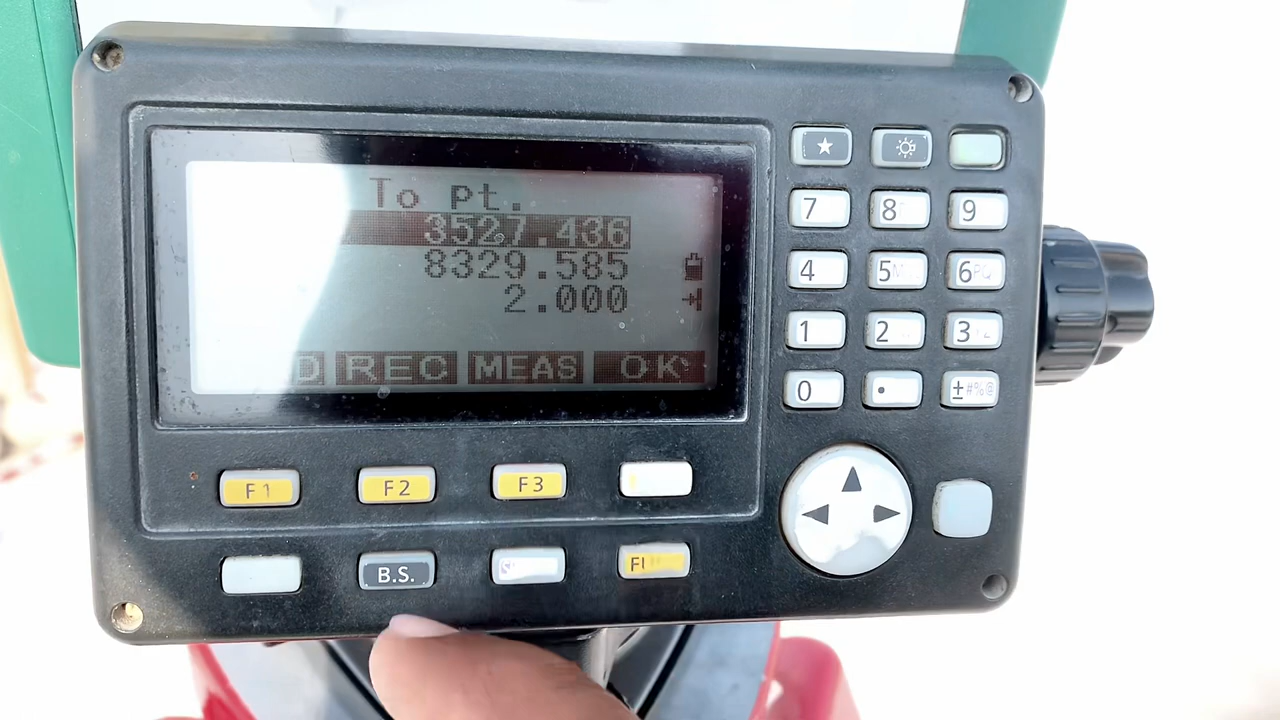 To pt.
3527.436
8329.585
2.000
D REC MEAS OK
7 8 9
4 5 6PQ
1 2 3
0 . ±#%@
F1 F2 F3
B.S.